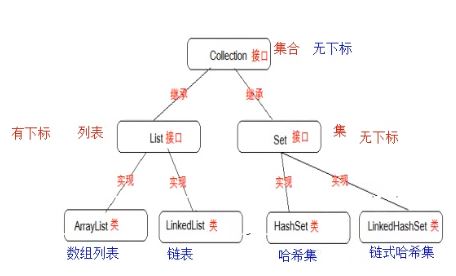 Collection 接口 集合 无下标
继承 继承
有下标 列表 List 接口 Set 接口 集 无下标
实现 实现 实现 实现
ArrayList 类 LinkedList 类 HashSet 类 LinkedHashSet 类
数组列表 链表 哈希集 链式哈希集